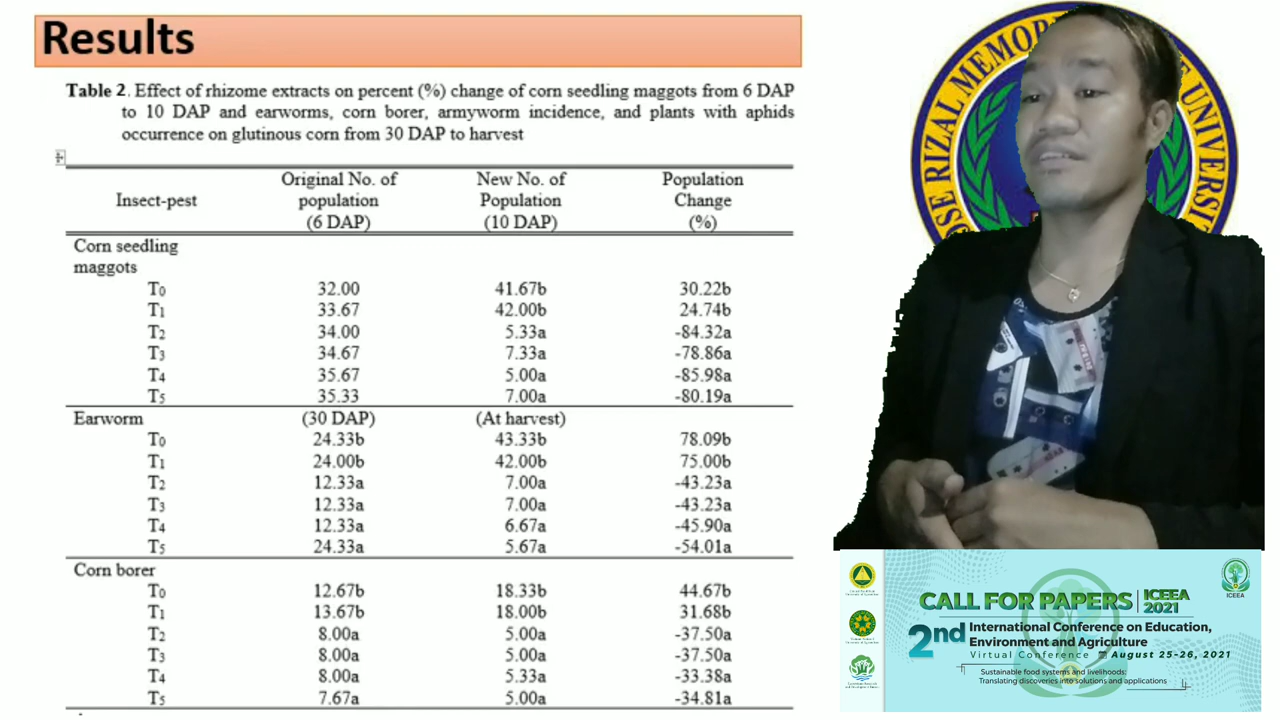 Results
Table 2. Effect of rhizome extracts on percent (%) change of corn seedling maggots from 6 DAP
to 10 DAP and earworms, corn borer, armyworm incidence, and plants with aphids
occurrence on glutinous corn from 30 DAP to harvest
Insect-pest Original No. of population (6 DAP) New No. of Population (10 DAP) Population Change (%)
Corn seedling
maggots
T0 32.00 41.67b 30.22b
T1 33.67 42.00b 24.74b
T2 34.00 5.33a -84.32a
T3 34.67 7.33a -78.86a
T4 35.67 5.00a -85.98a
T5 35.33 7.00a -80.19a
Earworm (30 DAP) (At harvest)
T0 24.33b 43.33b 78.09b
T1 24.00b 42.00b 75.00b
T2 12.33a 7.00a -43.23a
T3 12.33a 7.00a -43.23a
T4 12.33a 6.67a -45.90a
T5 24.33a 5.67a -54.01a
Corn borer
T0 12.67b 18.33b 44.67b
T1 13.67b 18.00b 31.68b
T2 8.00a 5.00a -37.50a
T3 8.00a 5.00a -37.50a
T4 8.00a 5.33a -33.38a
T5 7.67a 5.00a -34.81a
OSE RIZAL MEMOR E UNIVERSI
CALL FOR PAPERS | ICEEA 2021
2nd International Conference on Education,
Environment and Agriculture
Virtual Conference August 25-26, 2021
Sustainable food systems and livelihoods:
Translating discoveries into solutions and applications
ICEEA